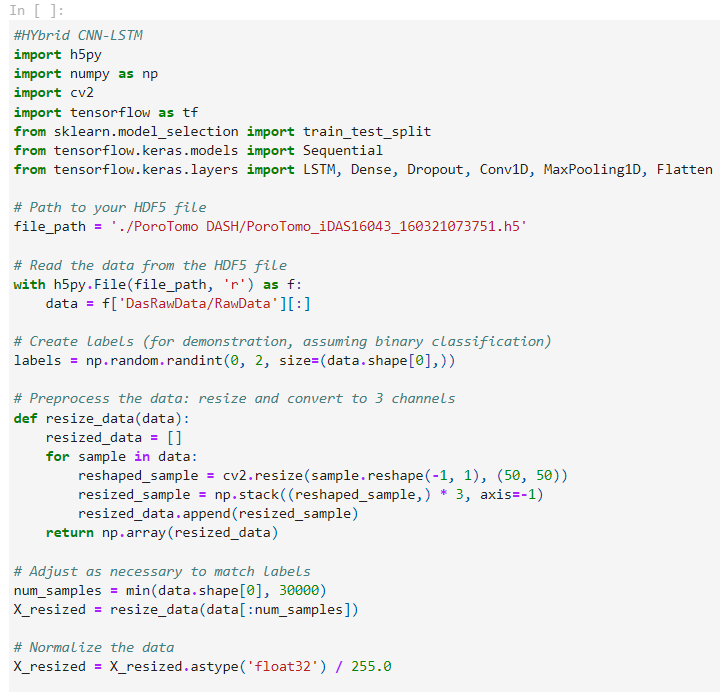 In [ ]:
#HYbrid CNN-LSTM
import h5py
import numpy as np
import cv2
import tensorflow as tf
from sklearn.model_selection import train_test_split
from tensorflow.keras.models import Sequential
from tensorflow.keras.layers import LSTM, Dense, Dropout, Conv1D, MaxPooling1D, Flatten
# Path to your HDF5 file
file_path = './PoroTomo DASH/PoroTomo_iDAS16043_160321073751.h5'
# Read the data from the HDF5 file
with h5py.File(file_path, 'r') as f:
    data = f['DasRawData/RawData'][:]
# Create labels (for demonstration, assuming binary classification)
labels = np.random.randint(0, 2, size=(data.shape[0],))
# Preprocess the data: resize and convert to 3 channels
def resize_data(data):
    resized_data = []
    for sample in data:
        reshaped_sample = cv2.resize(sample.reshape(-1, 1), (50, 50))
        resized_sample = np.stack((reshaped_sample,) * 3, axis=-1)
        resized_data.append(resized_sample)
    return np.array(resized_data)
# Adjust as necessary to match labels
num_samples = min(data.shape[0], 30000)
X_resized = resize_data(data[:num_samples])
# Normalize the data
X_resized = X_resized.astype('float32') / 255.0